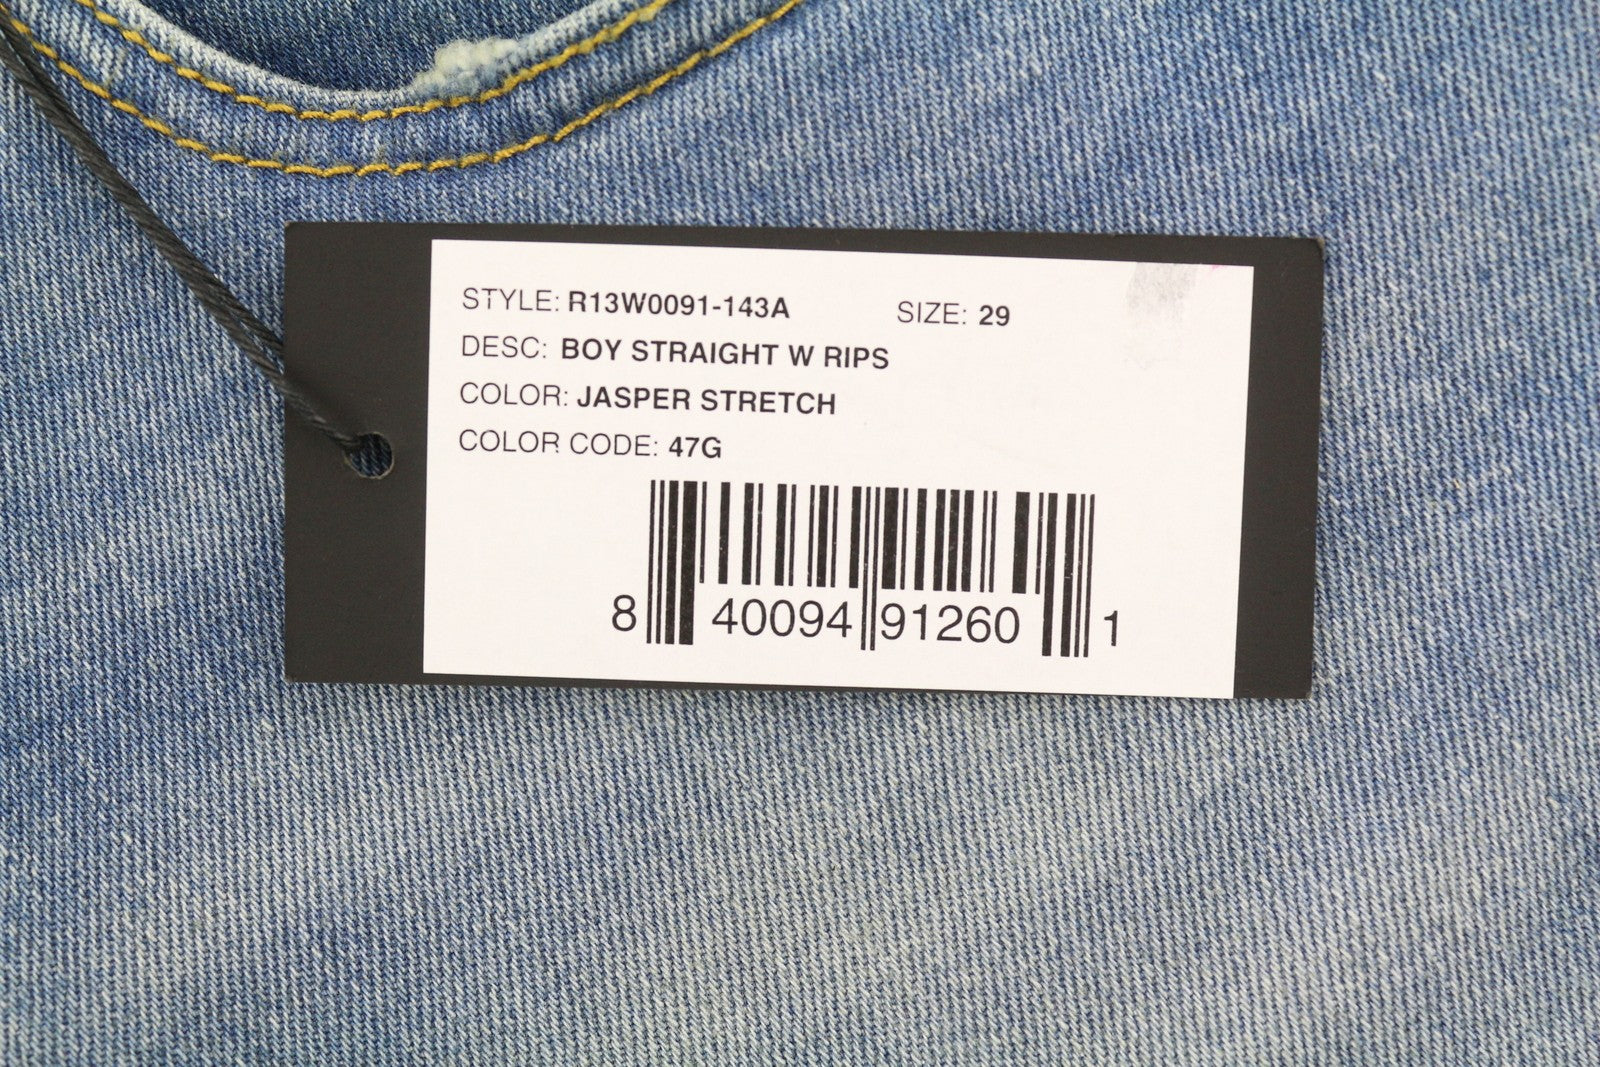 STYLE: R13W0091-143A SIZE: 29
DESC: BOY STRAIGHT W RIPS
COLOR: JASPER STRETCH
COLOR CODE: 47G
8 40094 91260 1